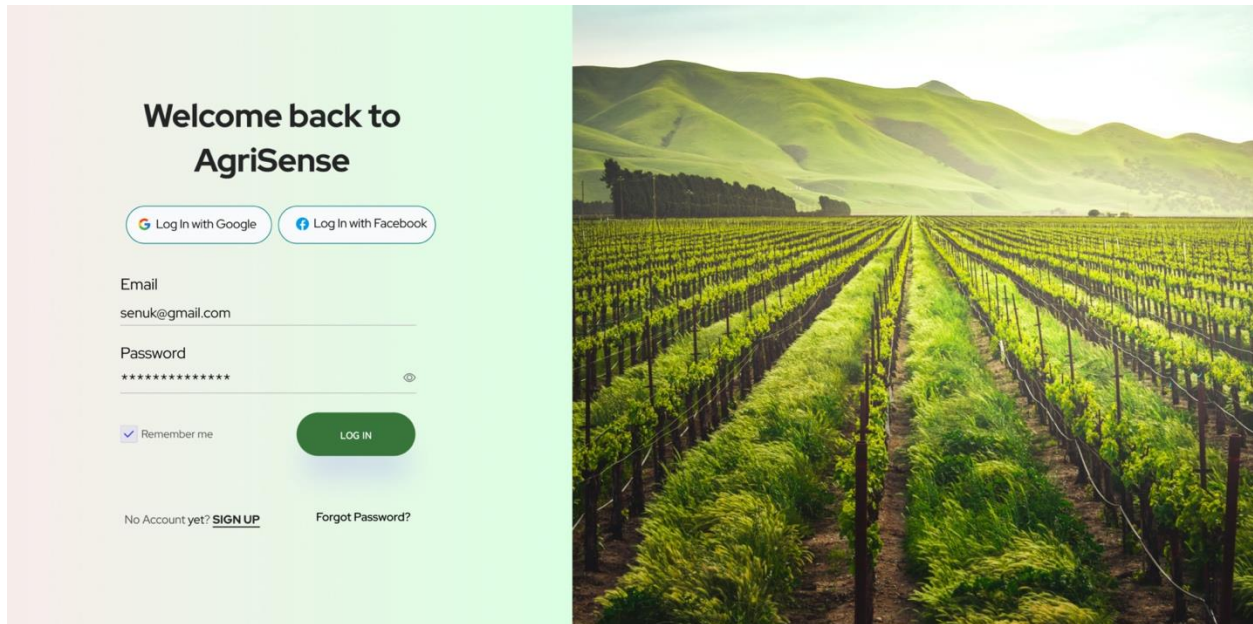 Welcome back to
AgriSense
Log In with Google
Log In with Facebook
Email
senuk@gmail.com
Password
**************
Remember me
LOG IN
No Account yet? SIGN UP
Forgot Password?